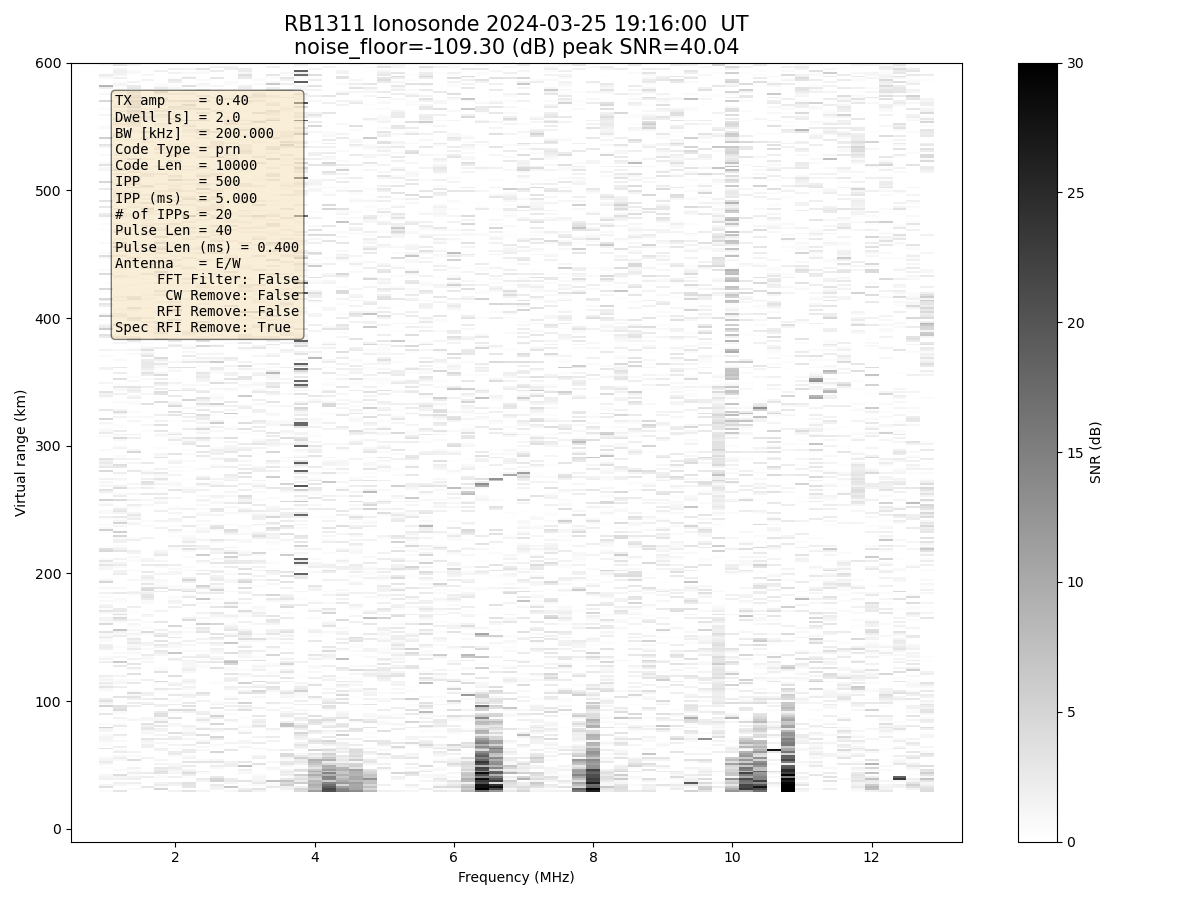 RB1311 Ionosonde 2024-03-25 19:16:00  UT
noise_floor=-109.30 (dB) peak SNR=40.04
TX amp    = 0.40
Dwell [s] = 2.0
BW [kHz]  = 200.000
Code Type = prn
Code Len  = 10000
IPP       = 500
IPP (ms)  = 5.000
# of IPPs = 20
Pulse Len = 40
Pulse Len (ms) = 0.400
Antenna   = E/W
FFT Filter: False
CW Remove: False
RFI Remove: False
Spec RFI Remove: True
600
500
400
300
200
100
0
Virtual range (km)
2
4
6
8
10
12
Frequency (MHz)
30
25
20
15
10
5
0
SNR (dB)